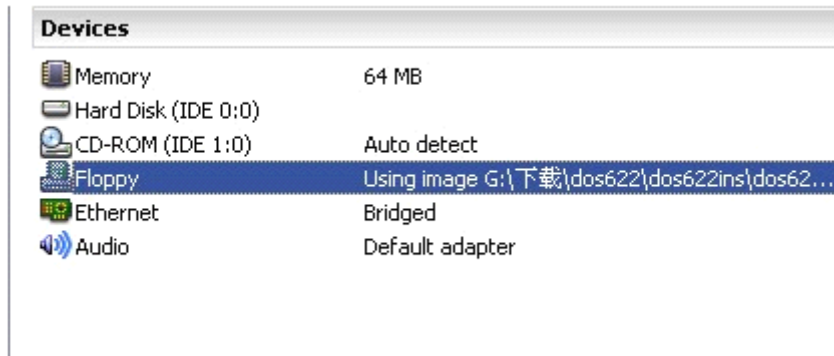 Devices
Memory 64 MB
Hard Disk (IDE 0:0)
CD-ROM (IDE 1:0) Auto detect
Floppy Using image G:\下载\dos622\dos622ins\dos62...
Ethernet Bridged
Audio Default adapter